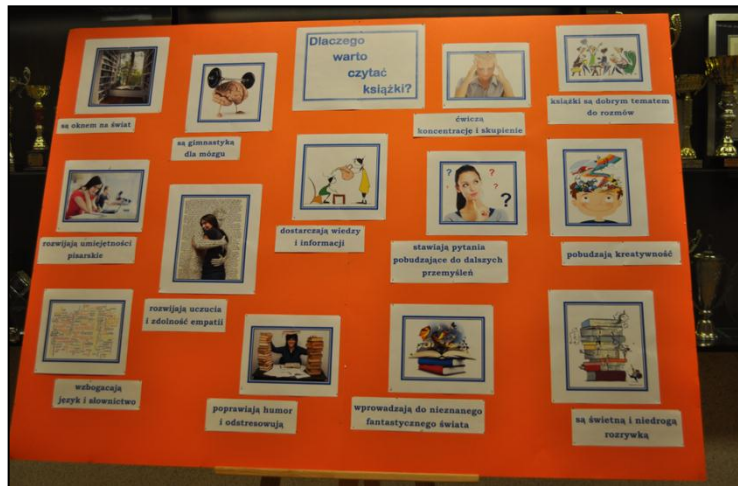 Dlaczego
warto
czytać
książki?
są oknem na świat
są gimnastyką
dla mózgu
ćwiczą
koncentrację i skupienie
książki są dobrym tematem
do rozmów
rozwijają umiejętności
pisarskie
dostarczają wiedzy
i informacji
stawiają pytania
pobudzające do dalszych
przemyśleń
pobudzają kreatywność
rozwijają uczucia
i zdolność empatii
wzbogacają
język i słownictwo
poprawiają humor
i odstresowują
wprowadzają do nieznanego
fantastycznego świata
są świetną i niedrogą
rozrywką